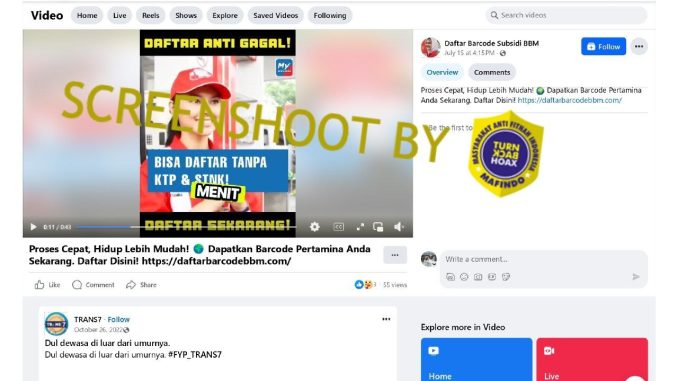 Video
Home
Live
Reels
Shows
Explore
Saved Videos
Following
Search videos
DAFTAR ANTI GAGAL!
My
BISA DAFTAR TANPA
KTP & STNK!
MENIT
DAFTAR SEKARANG!
0:11 / 0:43
SCREENSHOOT BY
MASYARAKAT ANTI FITNAH INDONESIA
TURN
BACK
HOAX
MAFINDO
Daftar Barcode Subsidi BBM
July 15 at 4:15 PM ·
Follow
Overview
Comments
Proses Cepat, Hidup Lebih Mudah! 🌍 Dapatkan Barcode Pertamina
Anda Sekarang. Daftar Disini! https://daftarbarcodebbm.com/
Be the first to
Write a comment...
Proses Cepat, Hidup Lebih Mudah! 🌍 Dapatkan Barcode Pertamina Anda
Sekarang. Daftar Disini! https://daftarbarcodebbm.com/
Like
Comment
Share
3
55 views
TRANS7 · Follow
October 26, 2022
Dul dewasa di luar dari umurnya.
Dul dewasa di luar dari umurnya. #FYP_TRANS7
Explore more in Video
Home
Live